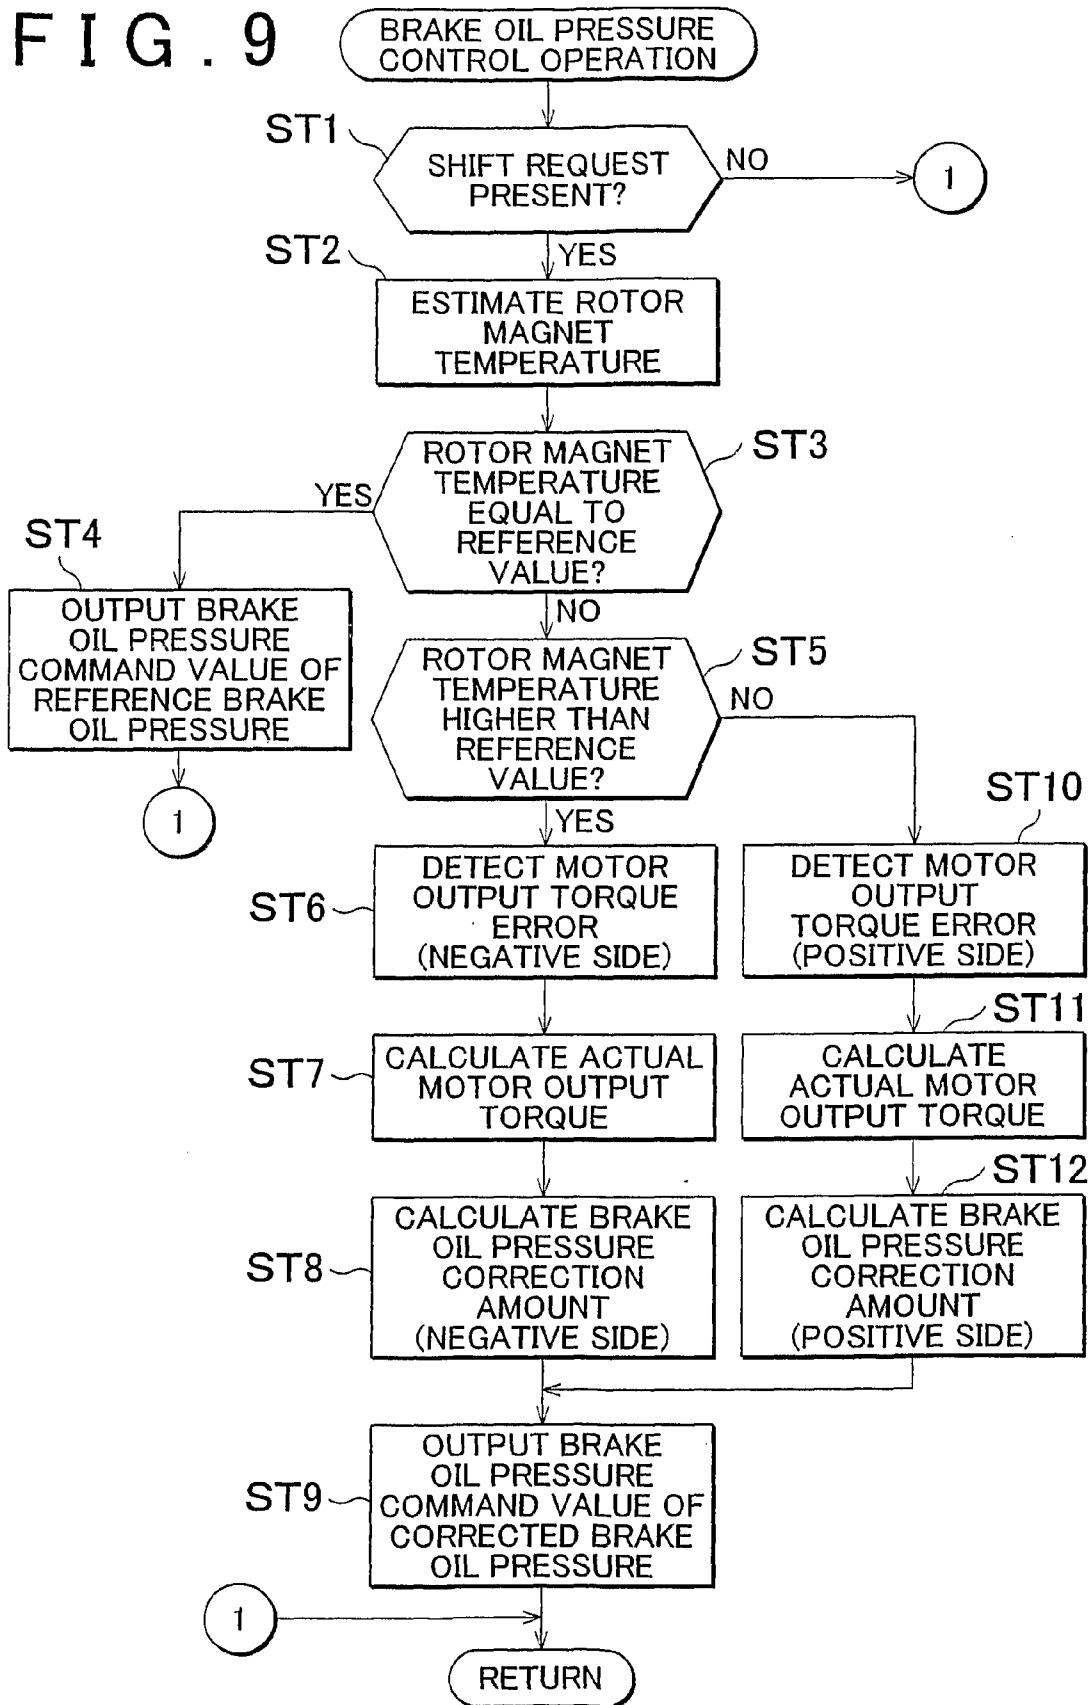 FIG. 9
BRAKE OIL PRESSURE
CONTROL OPERATION
ST1
SHIFT REQUEST
PRESENT?
NO
1
YES
ST2
ESTIMATE ROTOR
MAGNET
TEMPERATURE
ROTOR MAGNET
TEMPERATURE
EQUAL TO
REFERENCE
VALUE?
ST3
YES
NO
ST4
OUTPUT BRAKE
OIL PRESSURE
COMMAND VALUE OF
REFERENCE BRAKE
OIL PRESSURE
1
ROTOR MAGNET
TEMPERATURE
HIGHER THAN
REFERENCE
VALUE?
ST5
NO
YES
ST6
DETECT MOTOR
OUTPUT TORQUE
ERROR
(NEGATIVE SIDE)
ST10
DETECT MOTOR
OUTPUT
TORQUE ERROR
(POSITIVE SIDE)
ST7
CALCULATE ACTUAL
MOTOR OUTPUT
TORQUE
ST11
CALCULATE
ACTUAL MOTOR
OUTPUT TORQUE
ST8
CALCULATE BRAKE
OIL PRESSURE
CORRECTION
AMOUNT
(NEGATIVE SIDE)
ST12
CALCULATE BRAKE
OIL PRESSURE
CORRECTION
AMOUNT
(POSITIVE SIDE)
ST9
OUTPUT BRAKE
OIL PRESSURE
COMMAND VALUE OF
CORRECTED BRAKE
OIL PRESSURE
1
RETURN